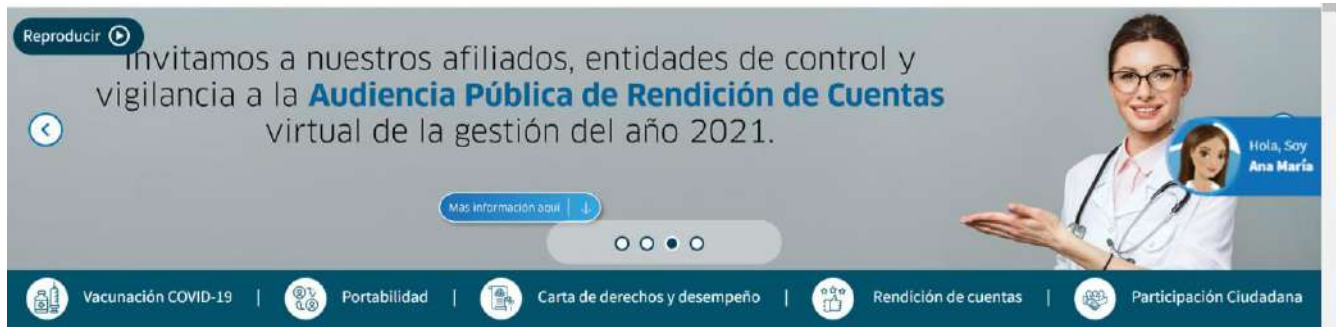 Reproducir
Invitamos a nuestros afiliados, entidades de control y
vigilancia a la Audiencia Pública de Rendición de Cuentas
virtual de la gestión del año 2021.
Hola, Soy
Ana María
Mas información aquí
Vacunación COVID-19 | Portabilidad | Carta de derechos y desempeño | Rendición de cuentas | Participación Ciudadana